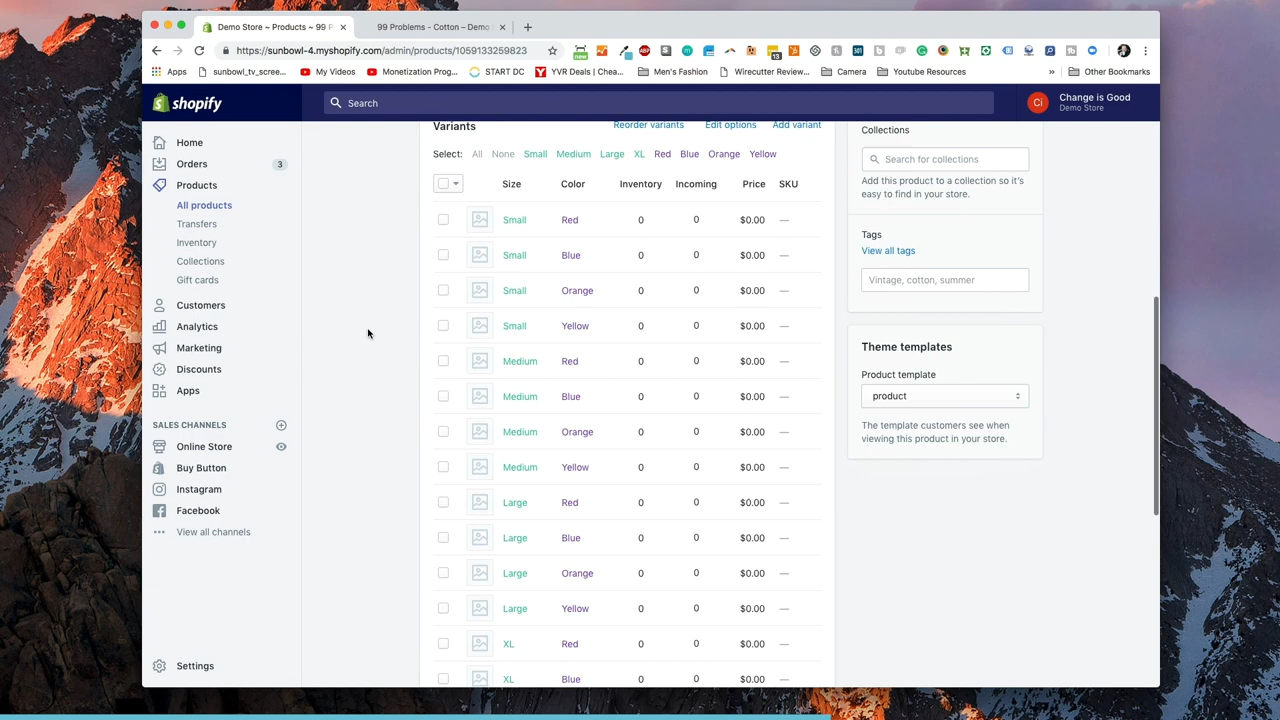 Demo Store ~ Products ~ 99 P
99 Problems - Cotton – Demo
https://sunbowl-4.myshopify.com/admin/products/1059133259823
new
ABP
13
301
Apps
sunbowl_tv_scree...
My Videos
Monetization Prog...
START DC
YVR Deals | Chea...
Men's Fashion
Wirecutter Review...
Camera
Youtube Resources
»
Other Bookmarks
shopify
Search
Ci
Change is Good
Demo Store
Home
Orders 3
Products
All products
Transfers
Inventory
Collections
Gift cards
Customers
Analytics
Marketing
Discounts
Apps
SALES CHANNELS
Online Store
Buy Button
Instagram
Facebook
View all channels
Settings
Variants Reorder variants Edit options Add variant
Select: All None Small Medium Large XL Red Blue Orange Yellow
Size Color Inventory Incoming Price SKU
Small Red 0 0 $0.00 —
Small Blue 0 0 $0.00 —
Small Orange 0 0 $0.00 —
Small Yellow 0 0 $0.00 —
Medium Red 0 0 $0.00 —
Medium Blue 0 0 $0.00 —
Medium Orange 0 0 $0.00 —
Medium Yellow 0 0 $0.00 —
Large Red 0 0 $0.00 —
Large Blue 0 0 $0.00 —
Large Orange 0 0 $0.00 —
Large Yellow 0 0 $0.00 —
XL Red 0 0 $0.00 —
XL Blue 0 0 $0.00 —
Collections
Search for collections
Add this product to a collection so it's
easy to find in your store.
Tags
View all tags
Vintage, cotton, summer
Theme templates
Product template
product
The template customers see when
viewing this product in your store.